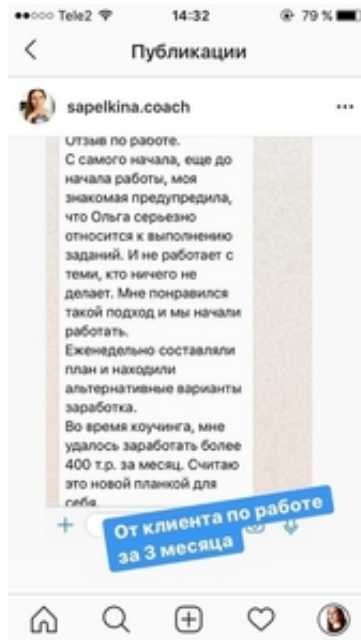 Tele2 14:32 79 %
Публикации
sapelkina.coach
Отзыв по работе.
С самого начала, еще до
начала работы, моя
знакомая предупредила,
что Ольга серьезно
относится к выполнению
заданий. И не работает с
теми, кто ничего не
делает. Мне понравился
такой подход и мы начали
работать.
Еженедельно составляли
план и находили
альтернативные варианты
заработка.
Во время коучинга, мне
удалось заработать более
400 т.р. за месяц. Считаю
это новой планкой для
себя.
От клиента по работе
за 3 месяца